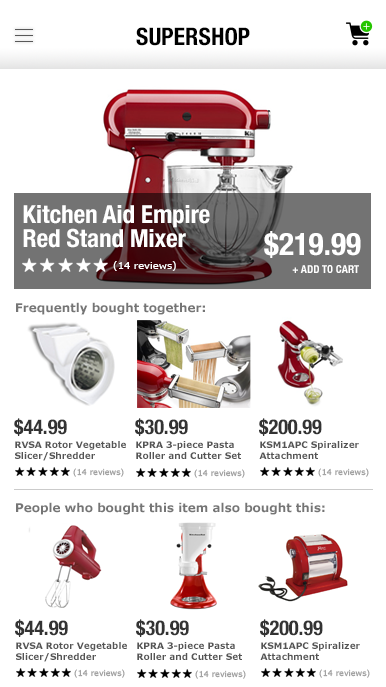 SUPERSHOP
Kitchen Aid Empire
Red Stand Mixer
(14 reviews)
$219.99
+ ADD TO CART
Frequently bought together:
$44.99
RVSA Rotor Vegetable
Slicer/Shredder
(14 reviews)
$30.99
KPRA 3-piece Pasta
Roller and Cutter Set
(14 reviews)
$200.99
KSM1APC Spiralizer
Attachment
(14 reviews)
People who bought this item also bought this:
$44.99
RVSA Rotor Vegetable
Slicer/Shredder
(14 reviews)
$30.99
KPRA 3-piece Pasta
Roller and Cutter Set
(14 reviews)
$200.99
KSM1APC Spiralizer
Attachment
(14 reviews)